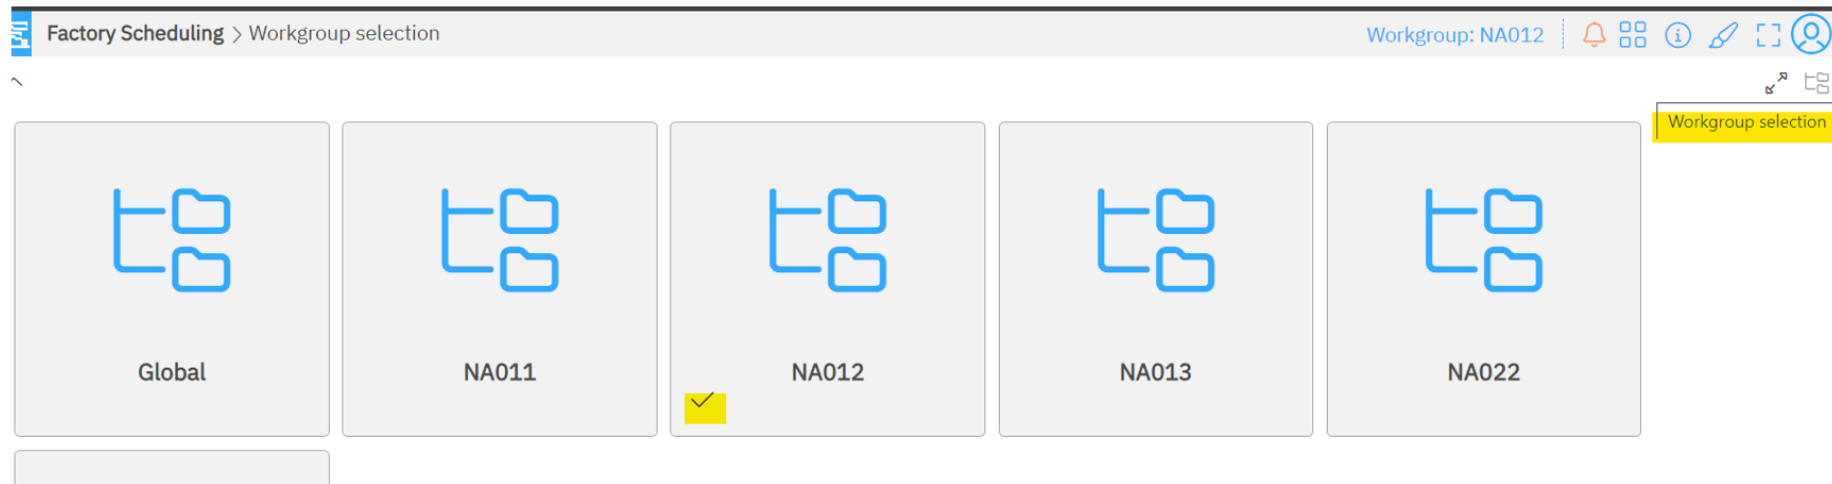 Factory Scheduling > Workgroup selection
Workgroup: NA012
Workgroup selection
Global
NA011
NA012
NA013
NA022